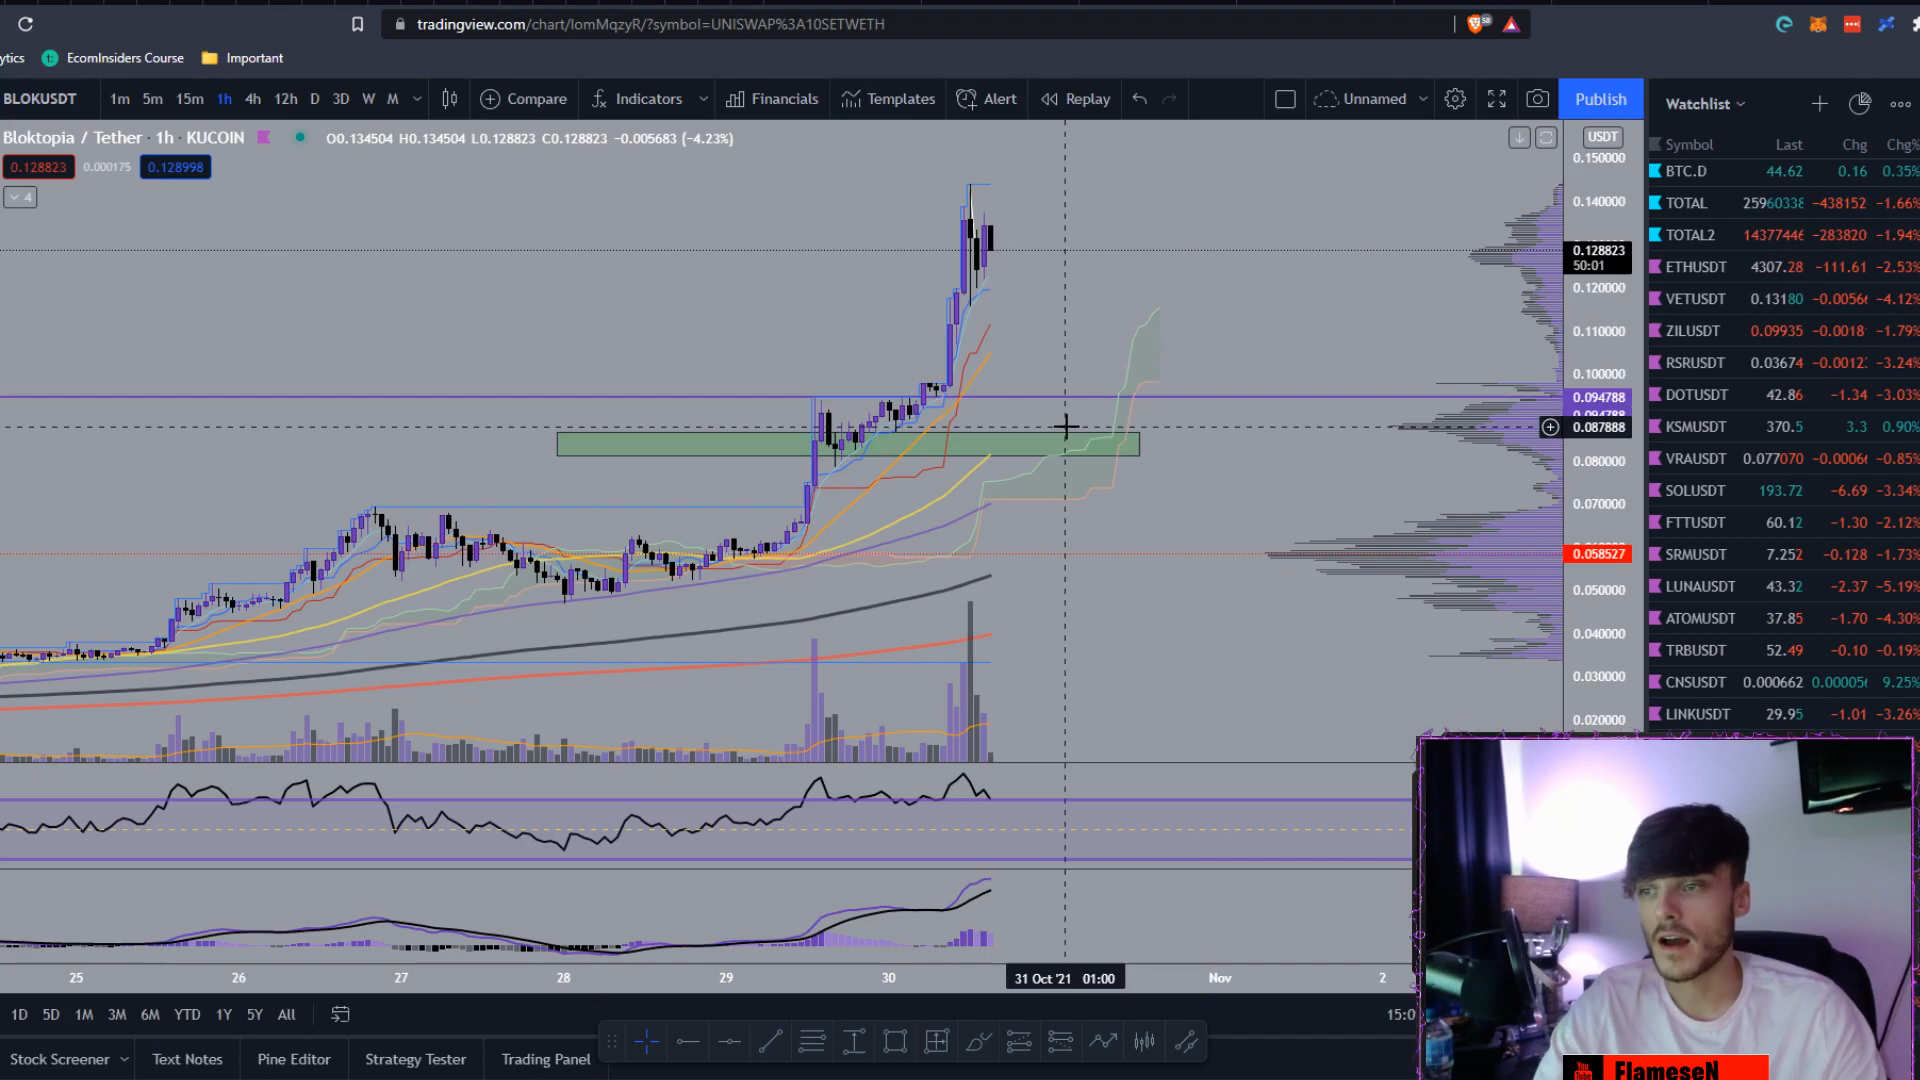 tradingview.com/chart/IomMqzyR/?symbol=UNISWAP%3A10SETWETH
58
ytics EcomInsiders Course Important
BLOKUSDT 1m 5m 15m 1h 4h 12h D 3D W M Compare Indicators Financials Templates Alert Replay Unnamed Publish
Watchlist
Bloktopia / Tether · 1h · KUCOIN O0.134504 H0.134504 L0.128823 C0.128823 −0.005683 (−4.23%)
USDT
0.128823 0.000175 0.128998
4
0.150000
0.140000
0.128823
50:01
0.120000
0.110000
0.100000
0.094788
0.087888
0.080000
0.070000
0.058527
0.050000
0.040000
0.030000
0.020000
Symbol Last Chg Chg%
BTC.D 44.62 0.16 0.35%
TOTAL 25960338 −438152 −1.66%
TOTAL2 14377446 −283820 −1.94%
ETHUSDT 4307.28 −111.61 −2.53%
VETUSDT 0.13180 −0.00566 −4.12%
ZILUSDT 0.09935 −0.0018 −1.79%
RSRUSDT 0.03674 −0.0012 −3.24%
DOTUSDT 42.86 −1.34 −3.03%
KSMUSDT 370.5 3.3 0.90%
VRAUSDT 0.077070 −0.00066 −0.85%
SOLUSDT 193.72 −6.69 −3.34%
FTTUSDT 60.12 −1.30 −2.12%
SRMUSDT 7.252 −0.128 −1.73%
LUNAUSDT 43.32 −2.37 −5.19%
ATOMUSDT 37.85 −1.70 −4.30%
TRBUSDT 52.49 −0.10 −0.19%
CNSUSDT 0.000662 0.000056 9.25%
LINKUSDT 29.95 −1.01 −3.26%
25 26 27 28 29 30 31 Oct '21 01:00 Nov 2
1D 5D 1M 3M 6M YTD 1Y 5Y All
15:0
Stock Screener Text Notes Pine Editor Strategy Tester Trading Panel
You
FlameseN